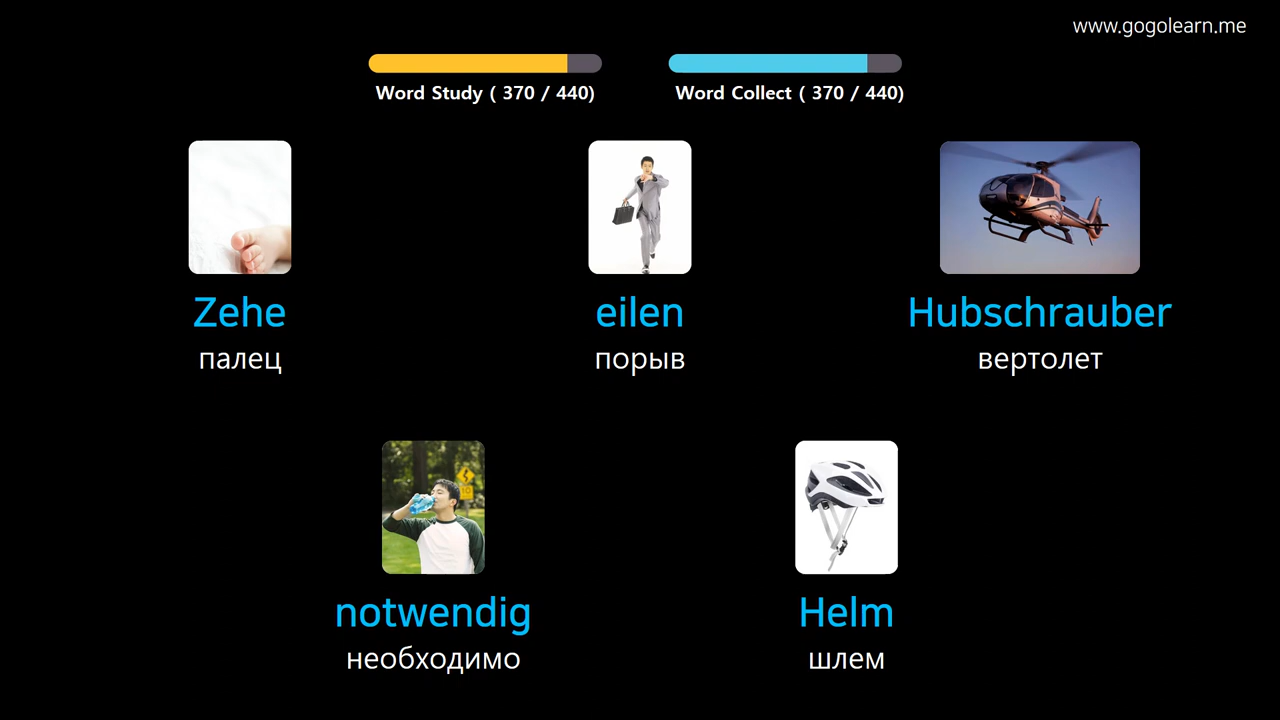 www.gogolearn.me
Word Study ( 370 / 440)
Word Collect ( 370 / 440)
Zehe
палец
eilen
порыв
Hubschrauber
вертолет
notwendig
необходимо
Helm
шлем